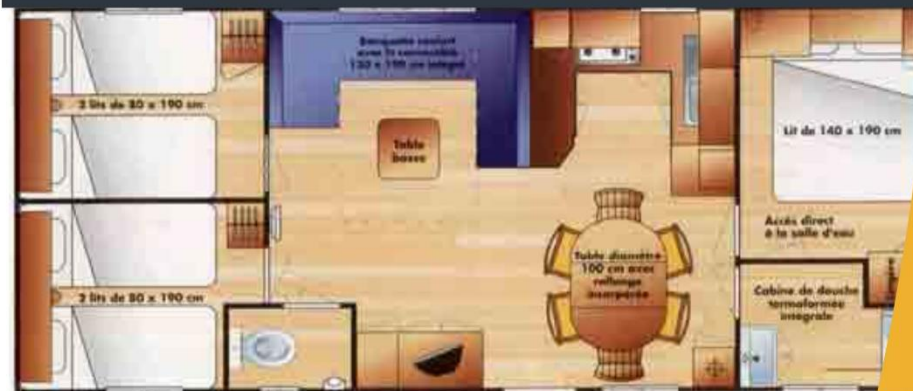 Banquette confort
avec lit convertible
130 x 190 cm intégré
2 lits de 80 x 190 cm
Table
basse
Lit de 140 x 190 cm
Accès direct
à la salle d'eau
Table diamètre
100 cm avec
rallonge
incorporée
2 lits de 80 x 190 cm
Cabine de douche
termoformée
intégrale